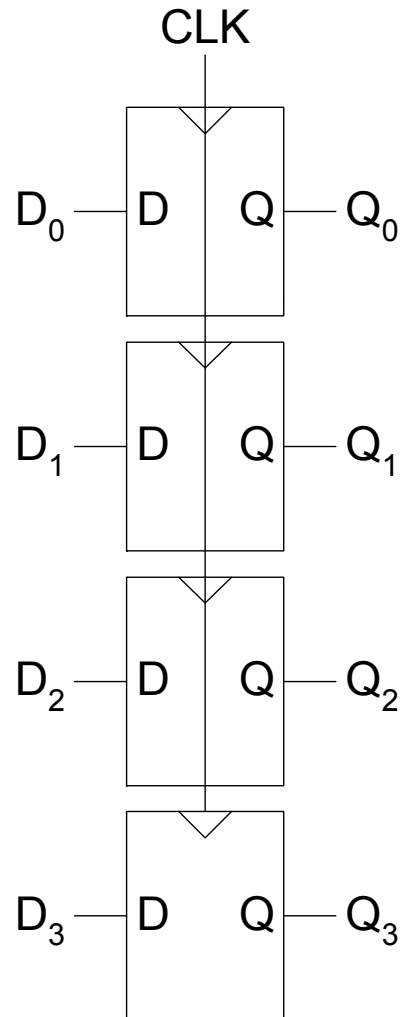 CLK
D₀ D Q Q₀
D₁ D Q Q₁
D₂ D Q Q₂
D₃ D Q Q₃